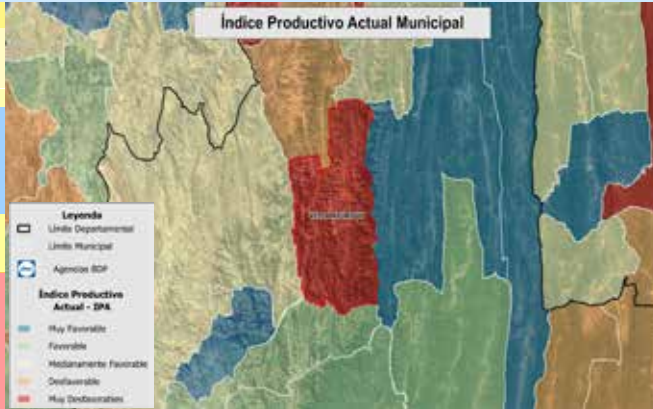 Índice Productivo Actual Municipal
Leyenda
Límite Departamental
Límite Municipal
Agencias BDP
Índice Productivo
Actual - IPA
Muy Favorable
Favorable
Medianamente Favorable
Desfavorable
Muy Desfavorables